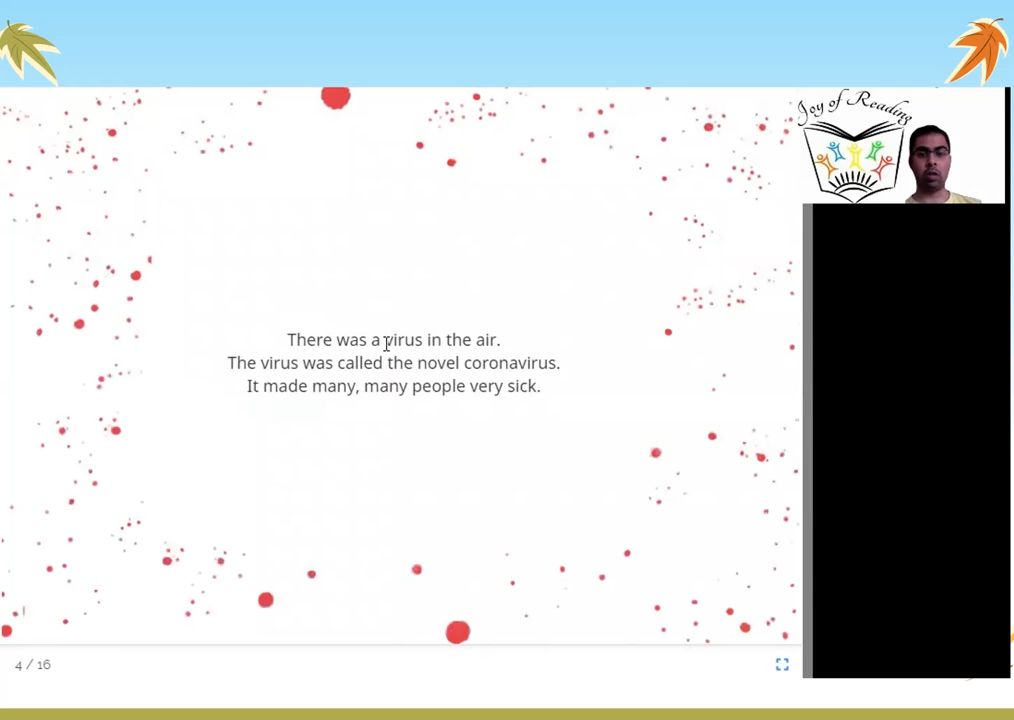 Joy of Reading
There was a virus in the air.
The virus was called the novel coronavirus.
It made many, many people very sick.
4 / 16